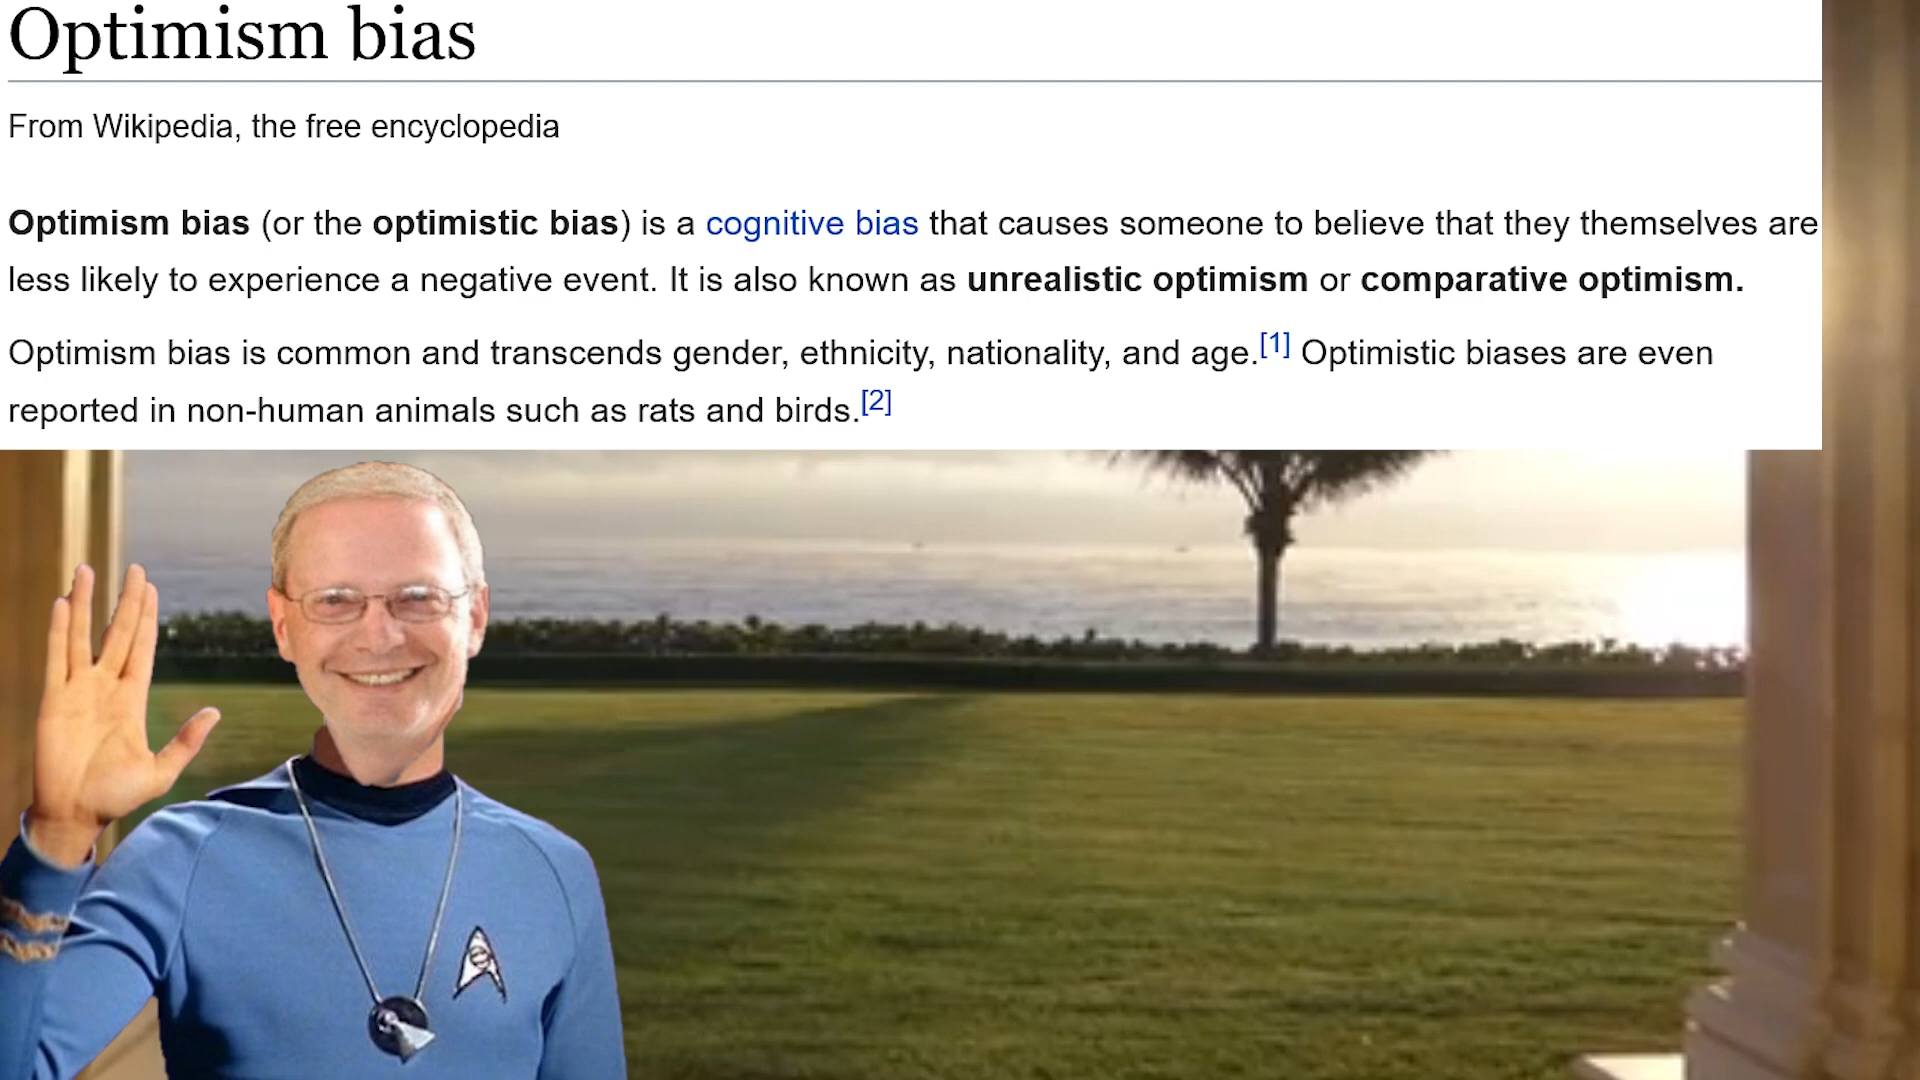 Optimism bias
From Wikipedia, the free encyclopedia
Optimism bias (or the optimistic bias) is a cognitive bias that causes someone to believe that they themselves are
less likely to experience a negative event. It is also known as unrealistic optimism or comparative optimism.
Optimism bias is common and transcends gender, ethnicity, nationality, and age.[1] Optimistic biases are even
reported in non-human animals such as rats and birds.[2]